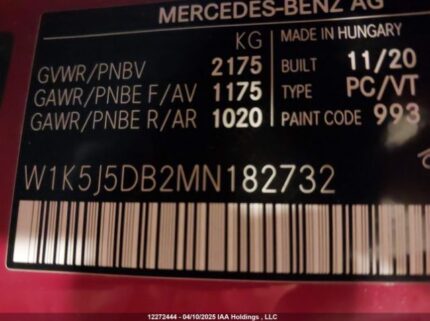 MERCEDES-BENZ AG
KG
GVWR/PNBV 2175
GAWR/PNBE F/AV 1175
GAWR/PNBE R/AR 1020
MADE IN HUNGARY
BUILT 11/20
TYPE PC/VT
PAINT CODE 993
W1K5J5DB2MN182732
12272444 - 04/10/2025 IAA Holdings , LLC